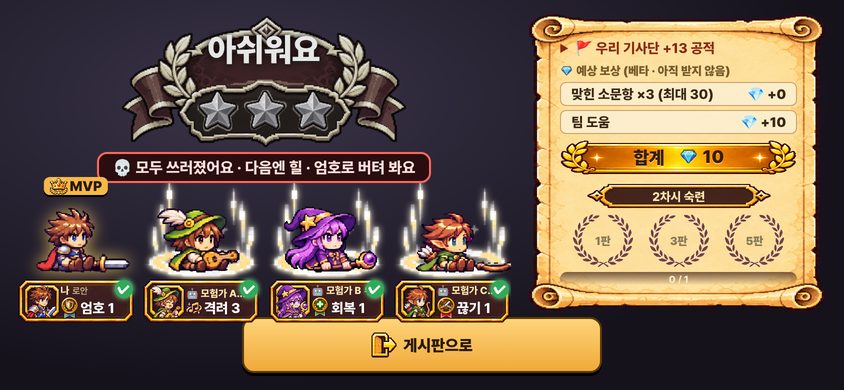 아쉬워요
💀 모두 쓰러졌어요 · 다음엔 힐 · 엄호로 버텨 봐요
MVP
나 로안
엄호 1
모험가 A...
격려 3
모험가 B
회복 1
모험가 C...
끊기 1
게시판으로
▶ 🚩 우리 기사단 +13 공적
💎 예상 보상 (베타 · 아직 받지 않음)
맞힌 소문항 ×3 (최대 30) 💎 +0
팀 도움 💎 +10
합계 💎 10
2차시 숙련
1판 3판 5판
0 / 1